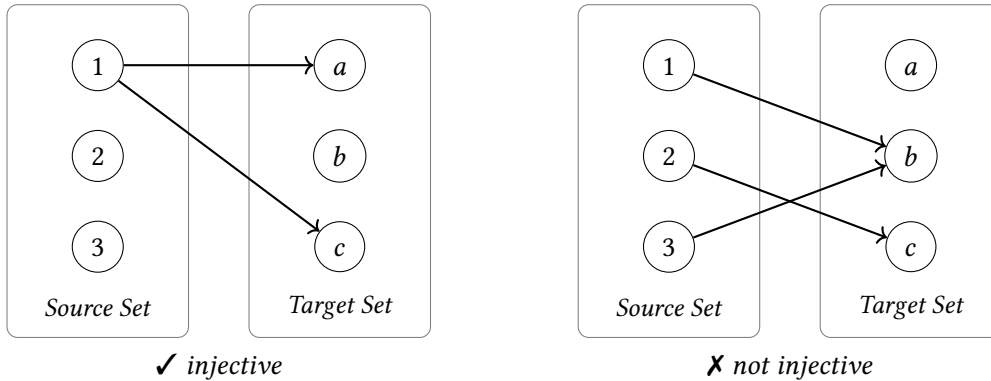 1 a 1 a
2 b 2 b
3 c 3 c
Source Set Target Set Source Set Target Set
✓ injective ✗ not injective